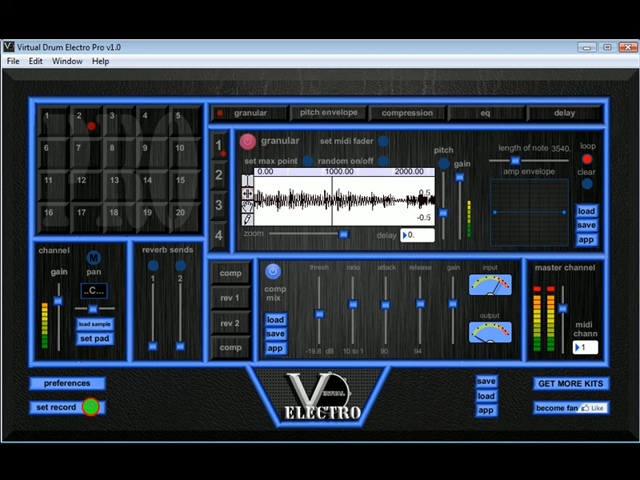 Virtual Drum Electro Pro v1.0
File Edit Window Help
1 2 3 4 5
6 7 8 9 10
11 12 13 14 15
16 17 18 19 20
PRO
granular pitch envelope compression eq delay
1
2
3
4
granular set midi fader
set max point random on/off
0.00 1000.00 2000.00
0.5
-0.5
zoom delay 0.
pitch gain
length of note 3540.
amp envelope
loop
clear
load
save
app
channel
gain M
pan
..C...
load sample
set pad
reverb sends
1 2
comp
rev 1
rev 2
comp
comp
mix
load
save
app
thresh ratio attack release gain
-19.6 dB 10 to 1 90 94
input
output
master channel
midi
chann
1
preferences
set record
V VIRTUAL
ELECTRO
save
load
app
GET MORE KITS
become fan Like